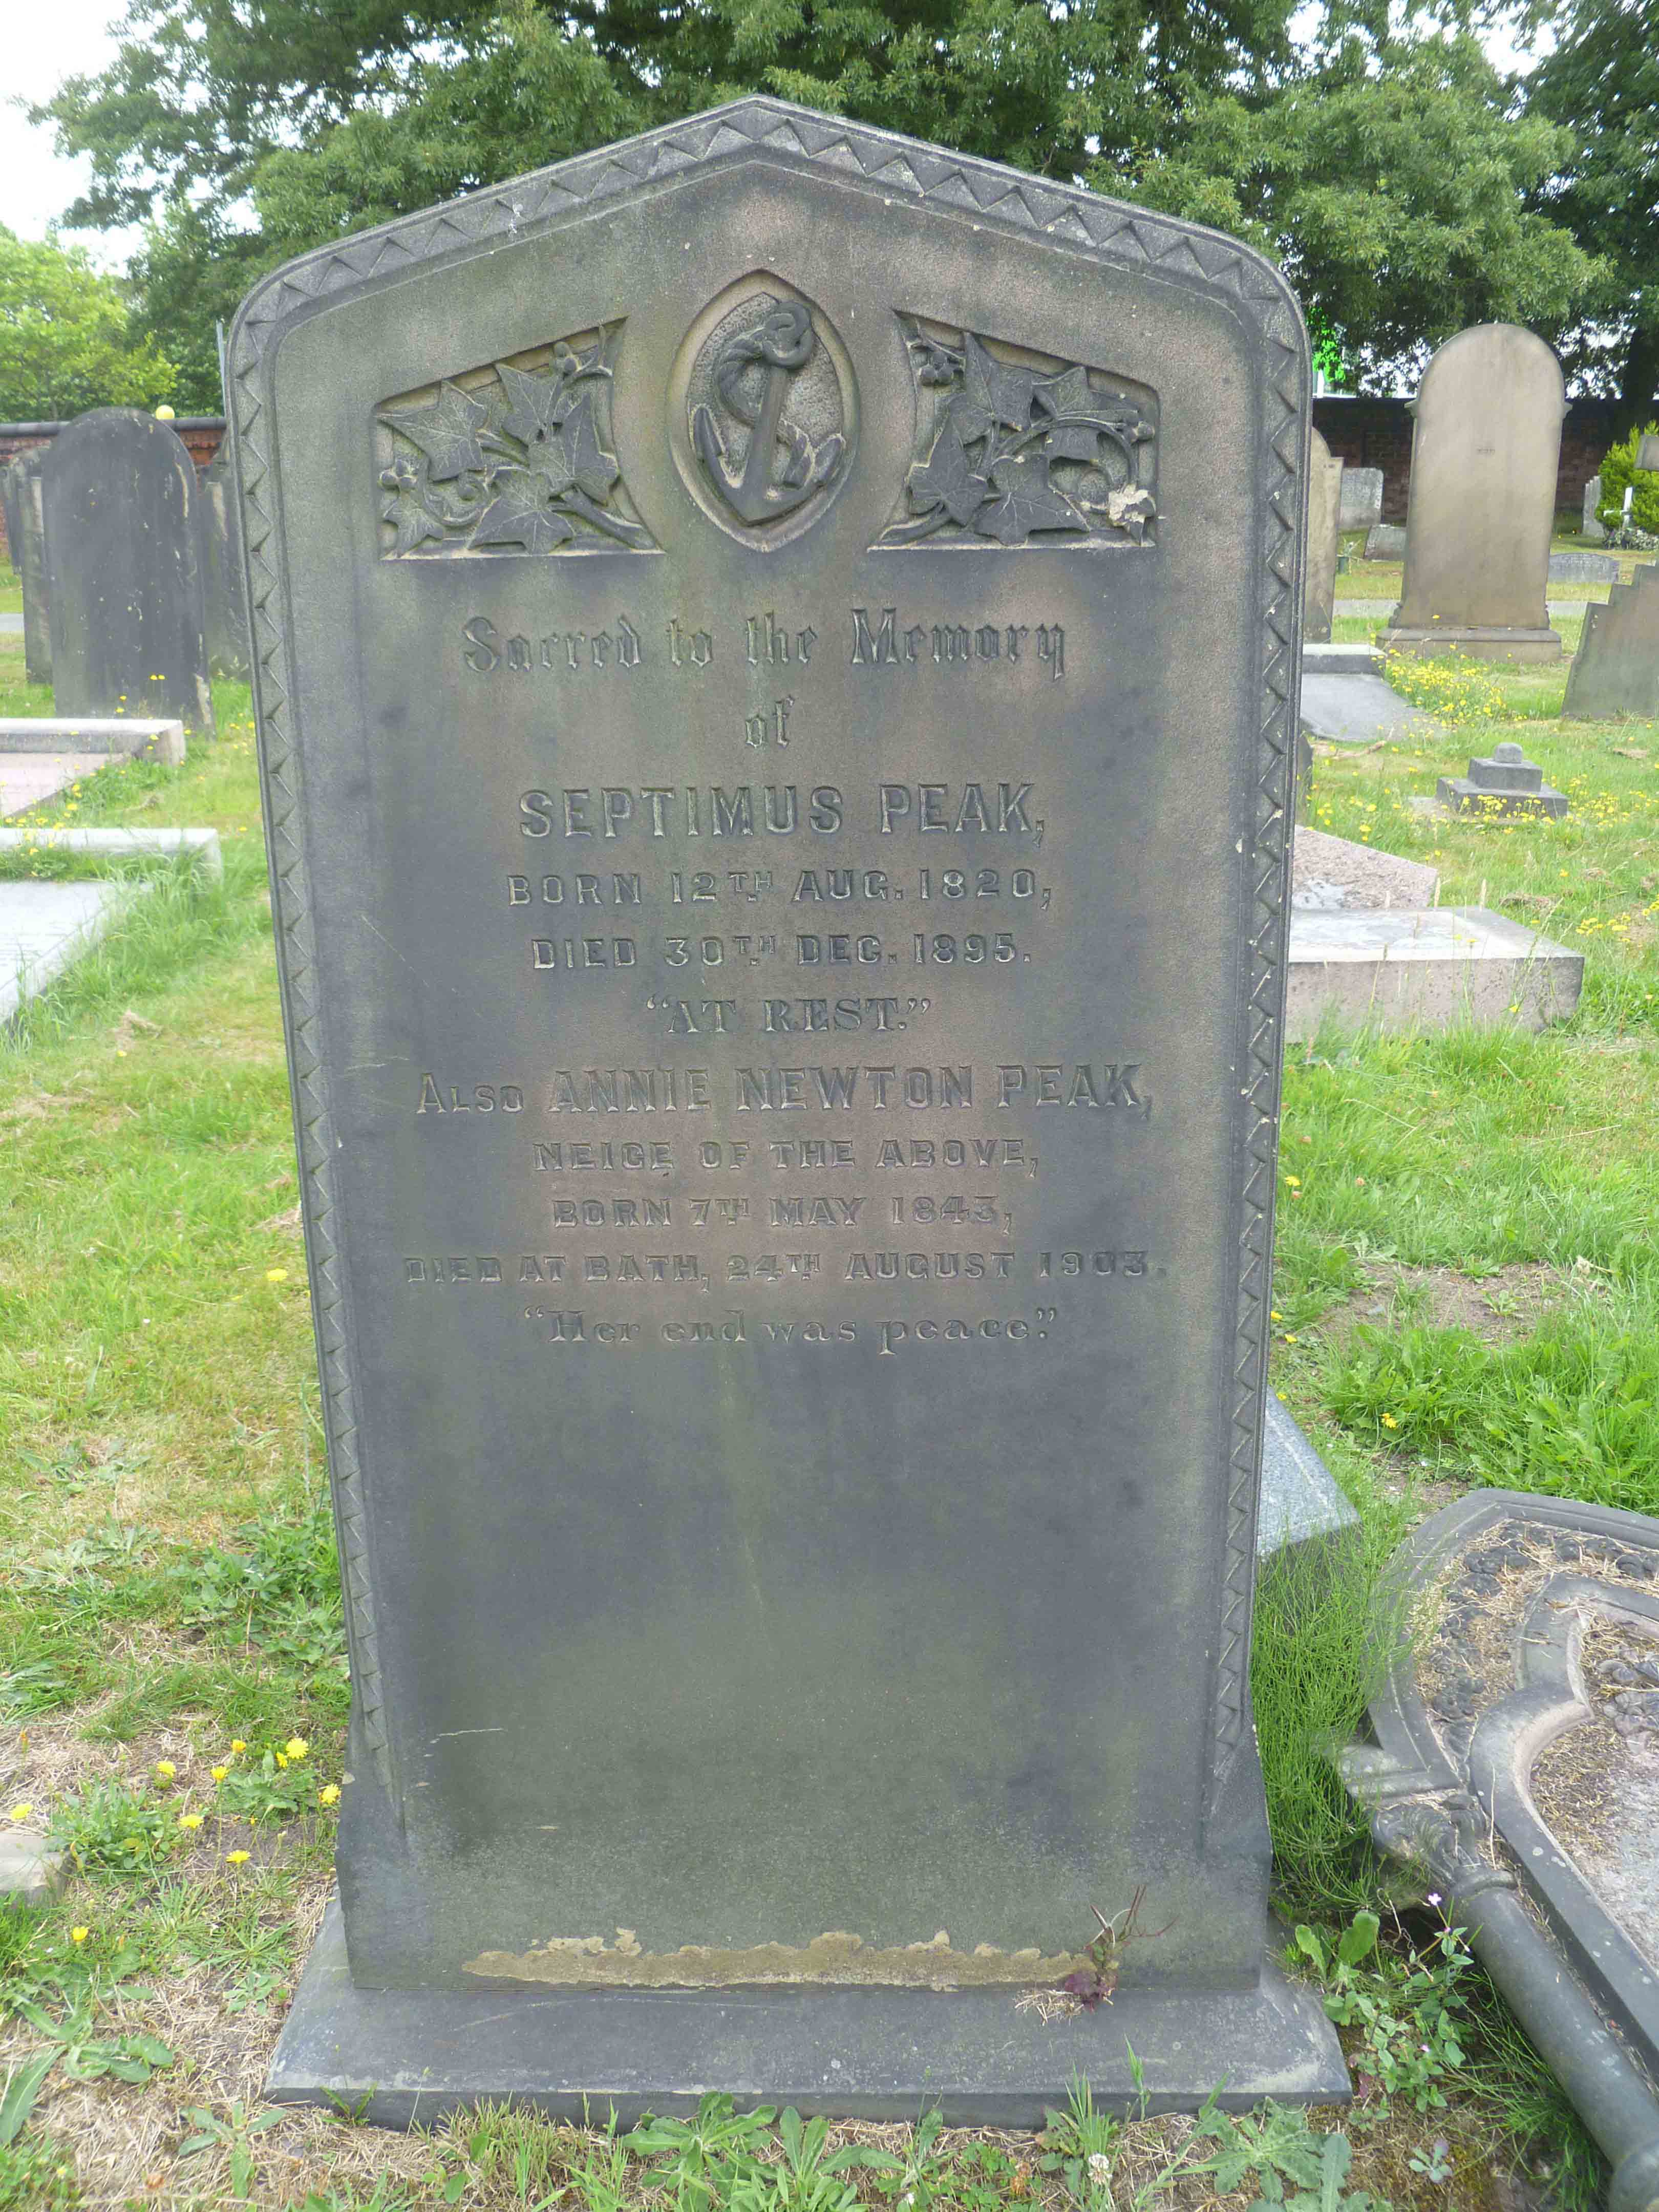 Sacred to the Memory
of
SEPTIMUS PEAK,
BORN 12TH AUG. 1820,
DIED 30TH DEC. 1895.
"AT REST."
ALSO ANNIE NEWTON PEAK,
NEICE OF THE ABOVE,
BORN 7TH MAY 1843,
DIED AT BATH, 24TH AUGUST 1903.
"Her end was peace."